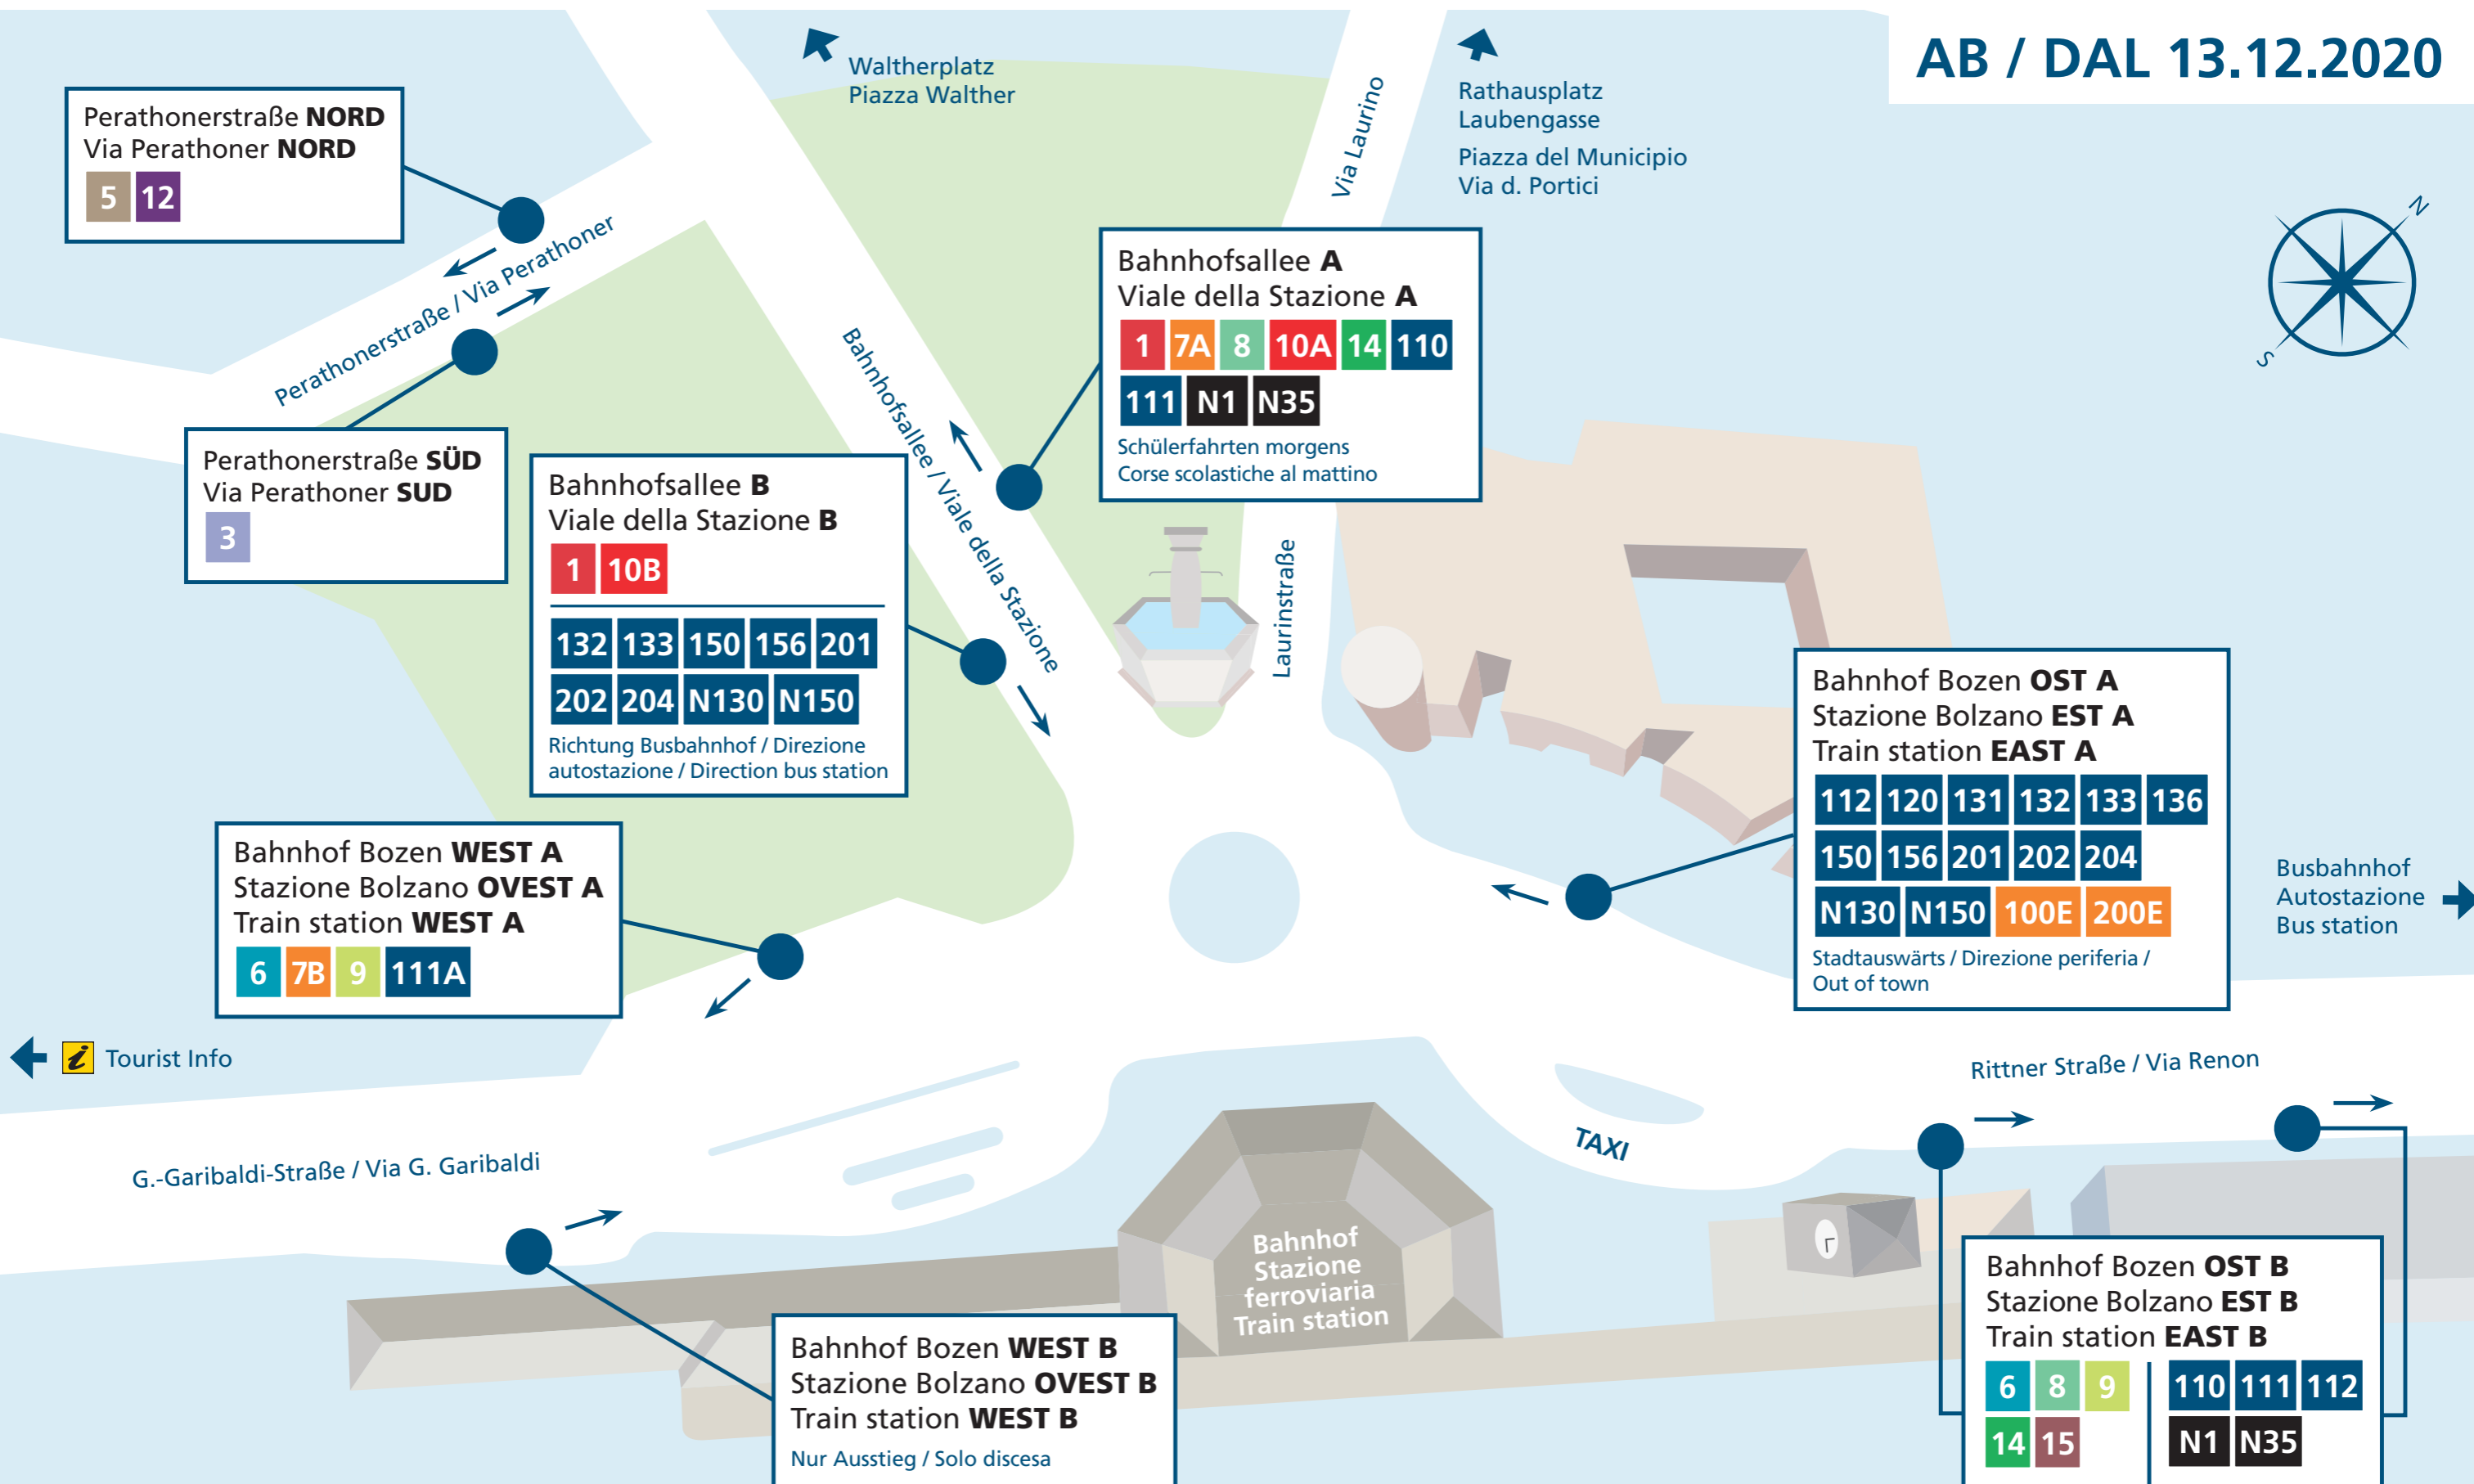 AB / DAL 13.12.2020
Waltherplatz
Piazza Walther
Via Laurino
Rathausplatz
Laubengasse
Piazza del Municipio
Via d. Portici
N
S
Perathonerstraße NORD
Via Perathoner NORD
5 12
Perathonerstraße / Via Perathoner
Perathonerstraße SÜD
Via Perathoner SUD
3
Bahnhofsallee A
Viale della Stazione A
1 7A 8 10A 14 110
111 N1 N35
Schülerfahrten morgens
Corse scolastiche al mattino
Bahnhofsallee / Viale della Stazione
Bahnhofsallee B
Viale della Stazione B
1 10B
132 133 150 156 201
202 204 N130 N150
Richtung Busbahnhof / Direzione
autostazione / Direction bus station
Laurinstraße
Bahnhof Bozen OST A
Stazione Bolzano EST A
Train station EAST A
112 120 131 132 133 136
150 156 201 202 204
N130 N150 100E 200E
Stadtauswärts / Direzione periferia /
Out of town
Busbahnhof
Autostazione
Bus station
Bahnhof Bozen WEST A
Stazione Bolzano OVEST A
Train station WEST A
6 7B 9 111A
i Tourist Info
Rittner Straße / Via Renon
TAXI
G.-Garibaldi-Straße / Via G. Garibaldi
Bahnhof
Stazione
ferroviaria
Train station
Bahnhof Bozen WEST B
Stazione Bolzano OVEST B
Train station WEST B
Nur Ausstieg / Solo discesa
Bahnhof Bozen OST B
Stazione Bolzano EST B
Train station EAST B
6 8 9 110 111 112
14 15 N1 N35